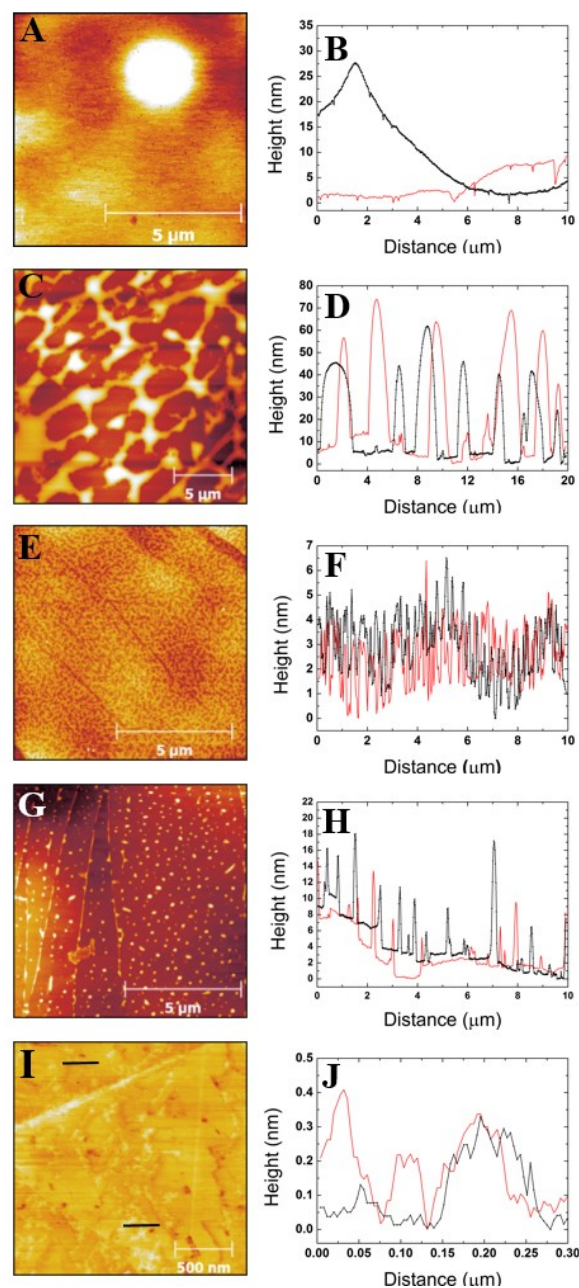 A
5 µm
B
Height (nm)
35
30
25
20
15
10
5
0
0 2 4 6 8 10
Distance (µm)
C
5 µm
D
Height (nm)
80
70
60
50
40
30
20
10
0
0 4 8 12 16 20
Distance (µm)
E
5 µm
F
Height (nm)
7
6
5
4
3
2
1
0
0 2 4 6 8 10
Distance (µm)
G
5 µm
H
Height (nm)
22
20
18
16
14
12
10
8
6
4
2
0
0 2 4 6 8 10
Distance (µm)
I
500 nm
J
Height (nm)
0.5
0.4
0.3
0.2
0.1
0.0
0.00 0.05 0.10 0.15 0.20 0.25 0.30
Distance (µm)